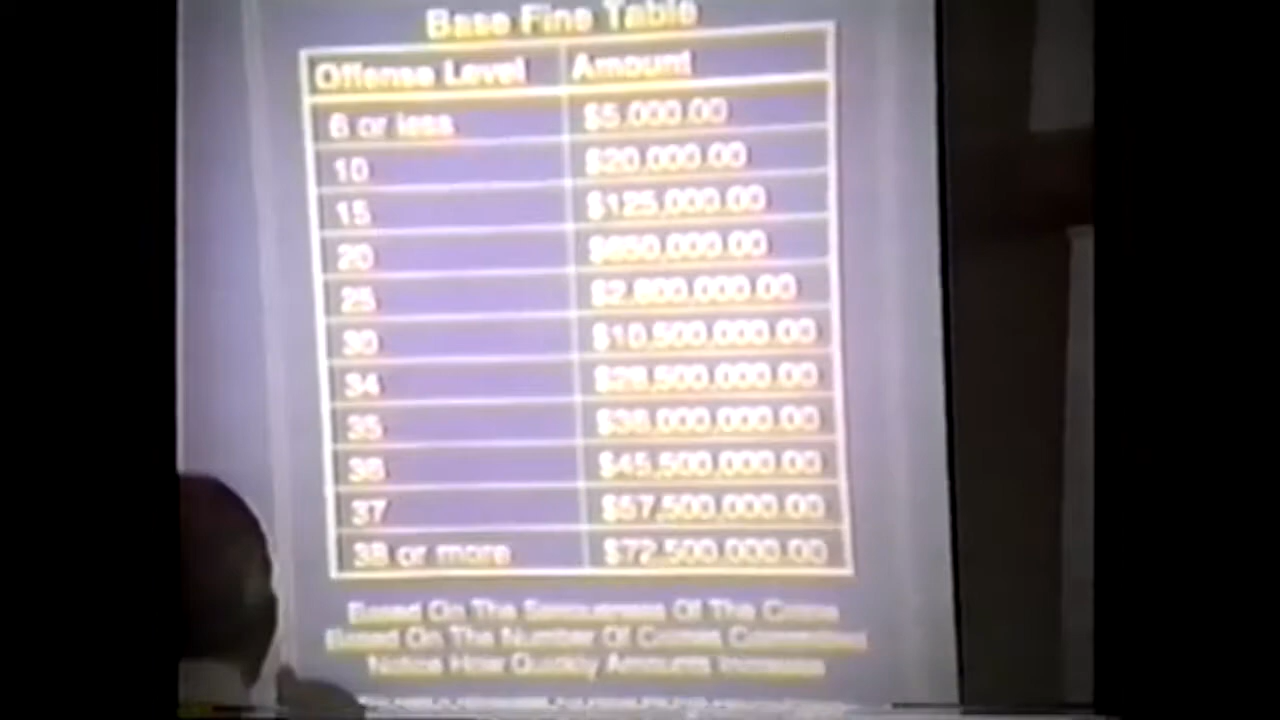 Base Fine Table
Offense Level Amount
6 or less $5,000.00
10 $20,000.00
15 $125,000.00
20 $650,000.00
25 $2,800,000.00
30 $10,500,000.00
34 $28,500,000.00
35 $36,000,000.00
36 $45,500,000.00
37 $57,500,000.00
38 or more $72,500,000.00
Based On The Seriousness Of The Crime
Based On The Number Of Crimes Committed
Notice How Quickly Amounts Increase